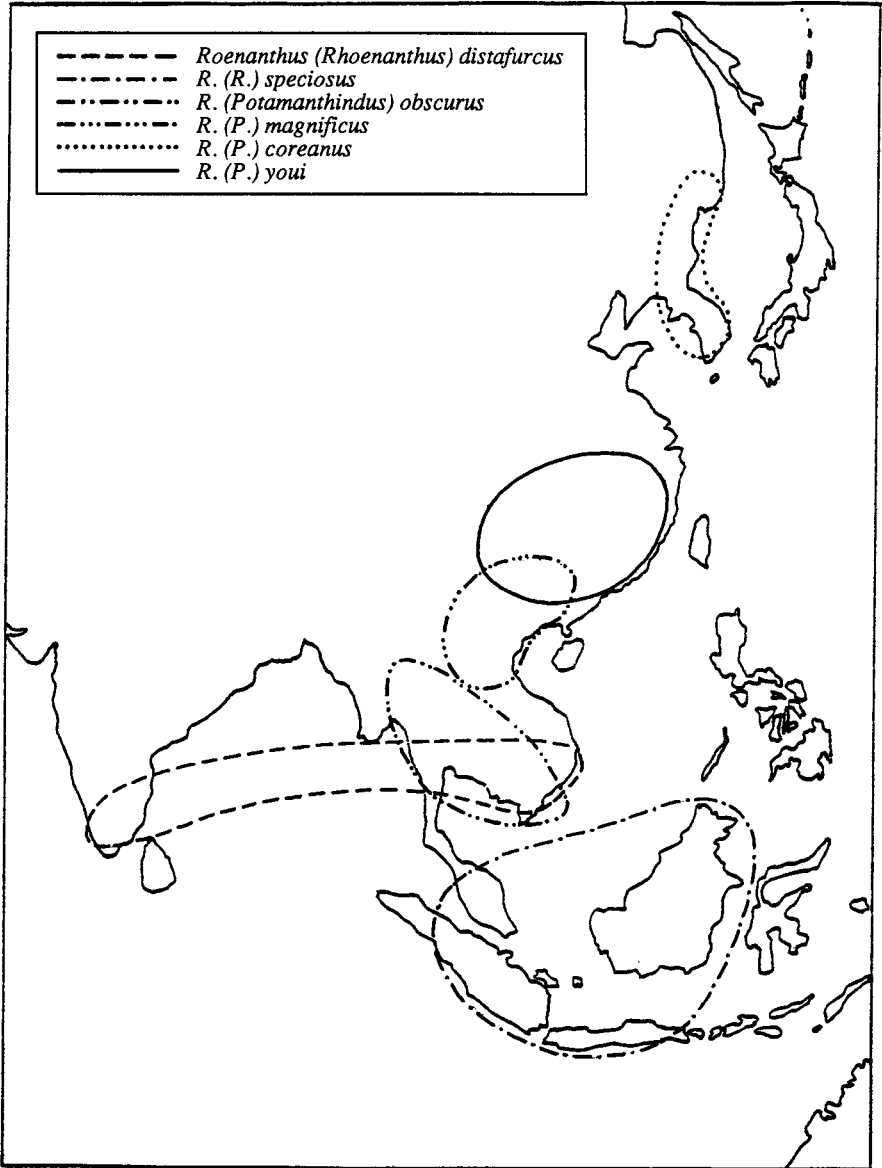 Roenanthus (Rhoenanthus) distafurcus
R. (R.) speciosus
R. (Potamanthindus) obscurus
R. (P.) magnificus
R. (P.) coreanus
R. (P.) youi